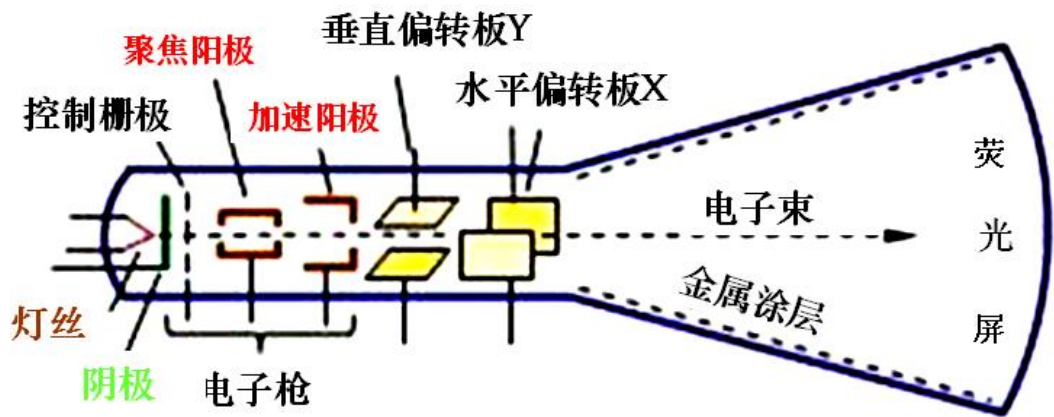 垂直偏转板Y
聚焦阳极
水平偏转板X
控制栅极
加速阳极
荧
光
屏
电子束
金属涂层
灯丝
阴极
电子枪